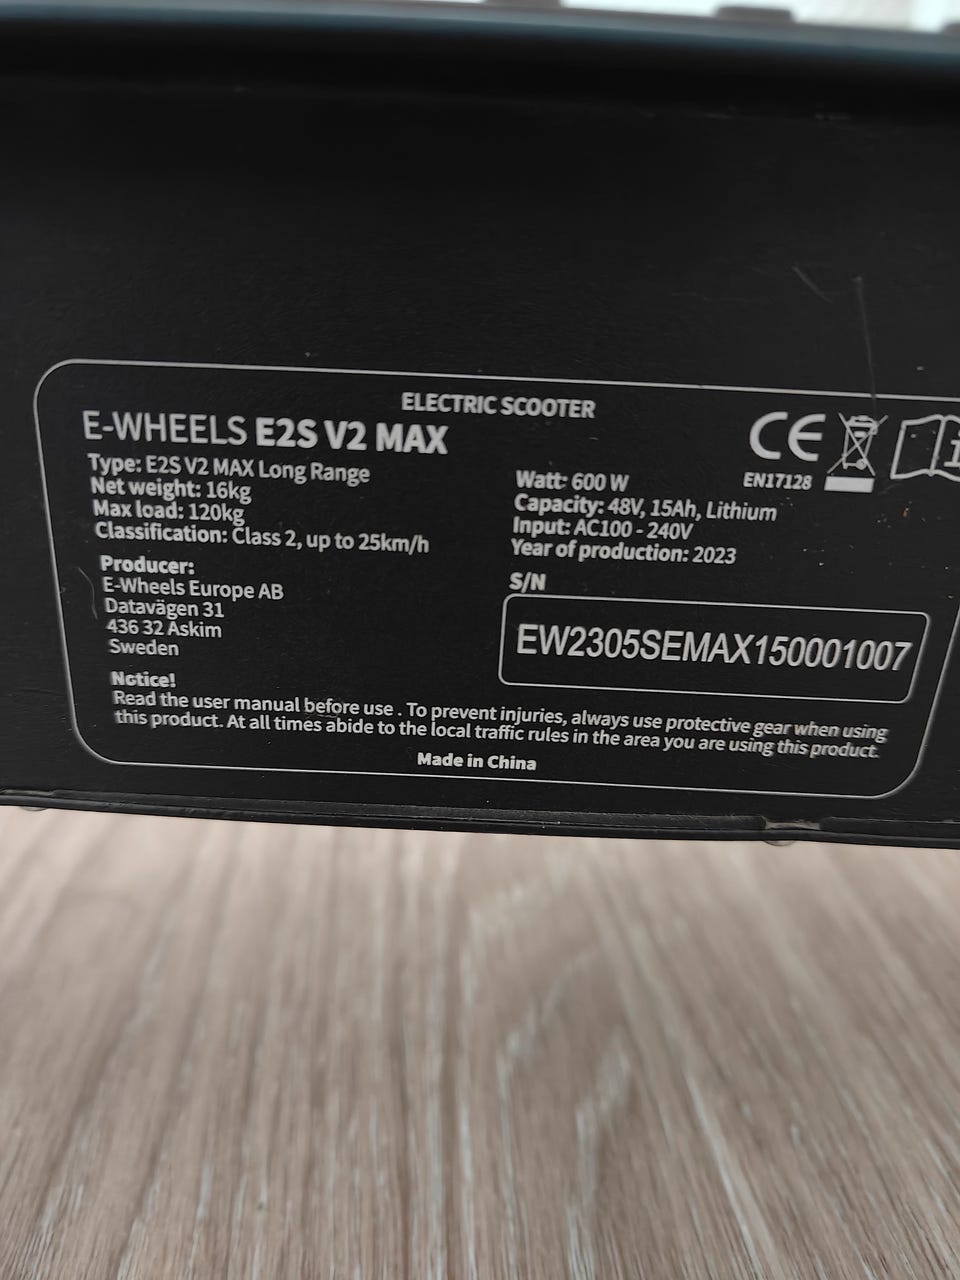 ELECTRIC SCOOTER
E-WHEELS E2S V2 MAX
Type: E2S V2 MAX Long Range
Net weight: 16kg
Max load: 120kg
Classification: Class 2, up to 25km/h
Producer:
E-Wheels Europe AB
Datavägen 31
436 32 Askim
Sweden
CE
EN17128
i
Watt: 600 W
Capacity: 48V, 15Ah, Lithium
Input: AC100 - 240V
Year of production: 2023
S/N
EW2305SEMAX150001007
Notice!
Read the user manual before use . To prevent injuries, always use protective gear when using
this product. At all times abide to the local traffic rules in the area you are using this product.
Made in China